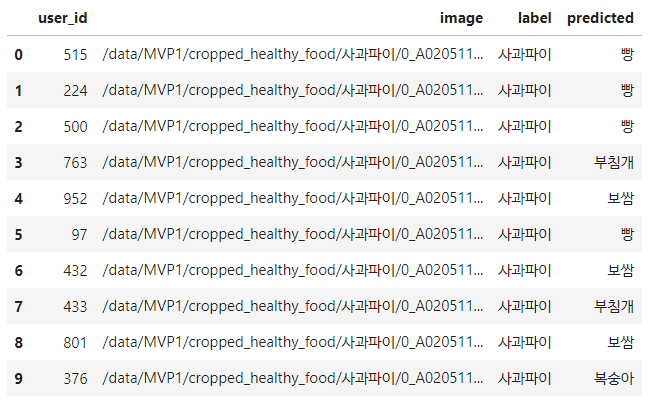 user_id image label predicted
0 515 /data/MVP1/cropped_healthy_food/사과파이/0_A020511... 사과파이 빵
1 224 /data/MVP1/cropped_healthy_food/사과파이/0_A020511... 사과파이 빵
2 500 /data/MVP1/cropped_healthy_food/사과파이/0_A020511... 사과파이 빵
3 763 /data/MVP1/cropped_healthy_food/사과파이/0_A020511... 사과파이 부침개
4 952 /data/MVP1/cropped_healthy_food/사과파이/0_A020511... 사과파이 보쌈
5 97 /data/MVP1/cropped_healthy_food/사과파이/0_A020511... 사과파이 빵
6 432 /data/MVP1/cropped_healthy_food/사과파이/0_A020511... 사과파이 보쌈
7 433 /data/MVP1/cropped_healthy_food/사과파이/0_A020511... 사과파이 부침개
8 801 /data/MVP1/cropped_healthy_food/사과파이/0_A020511... 사과파이 보쌈
9 376 /data/MVP1/cropped_healthy_food/사과파이/0_A020511... 사과파이 복숭아